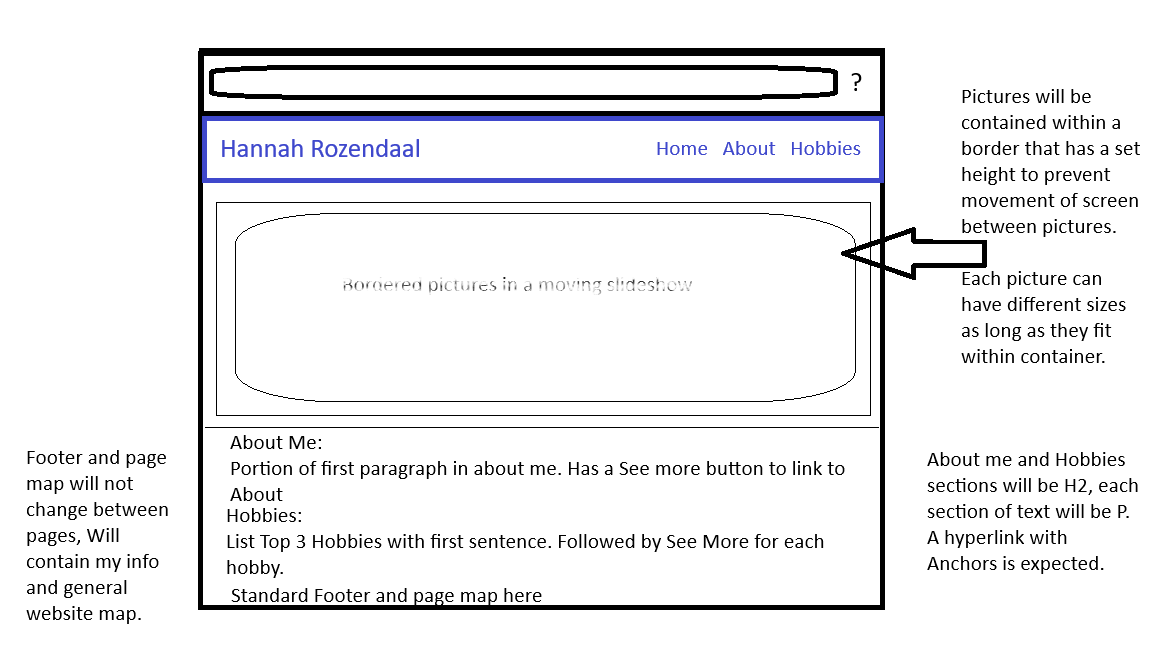 ?
Hannah Rozendaal
Home About Hobbies
Bordered pictures in a moving slideshow
About Me:
Portion of first paragraph in about me. Has a See more button to link to
About
Hobbies:
List Top 3 Hobbies with first sentence. Followed by See More for each
hobby.
Standard Footer and page map here
Pictures will be
contained within a
border that has a set
height to prevent
movement of screen
between pictures.
Each picture can
have different sizes
as long as they fit
within container.
Footer and page
map will not
change between
pages, Will
contain my info
and general
website map.
About me and Hobbies
sections will be H2, each
section of text will be P.
A hyperlink with
Anchors is expected.